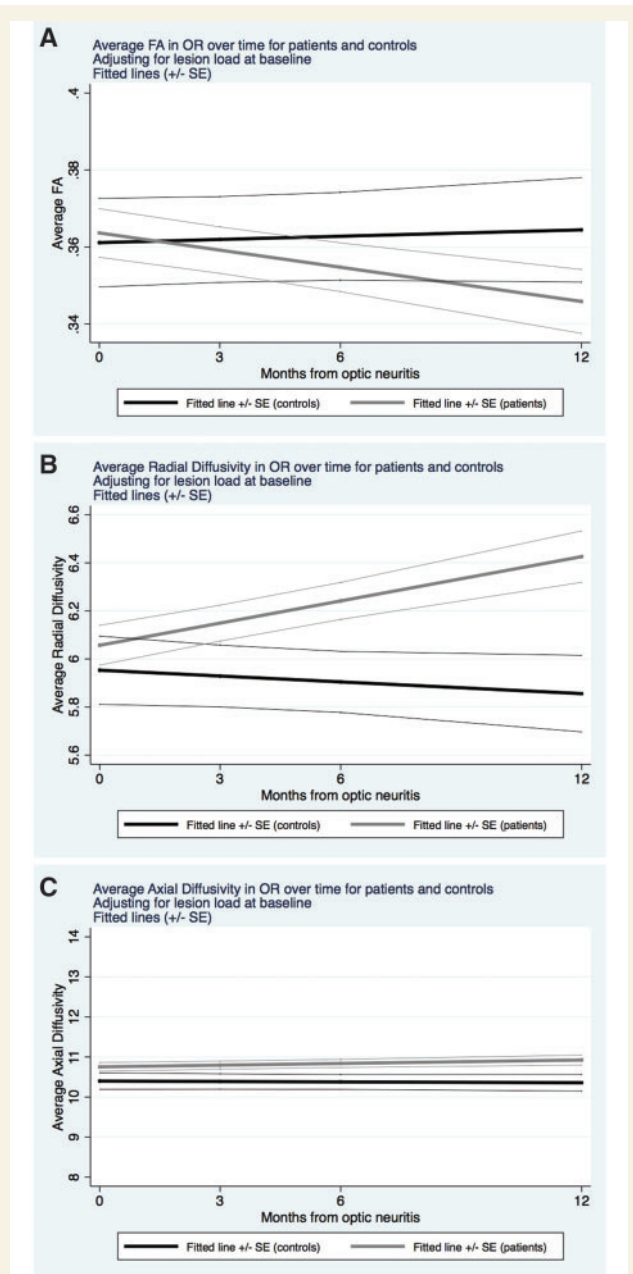 A
Average FA in OR over time for patients and controls
Adjusting for lesion load at baseline
Fitted lines (+/- SE)
.4
.38
.36
.34
Average FA
0 3 6 12
Months from optic neuritis
Fitted line +/- SE (controls) Fitted line +/- SE (patients)
B
Average Radial Diffusivity in OR over time for patients and controls
Adjusting for lesion load at baseline
Fitted lines (+/- SE)
6.6
6.4
6.2
6
5.8
5.6
Average Radial Diffusivity
0 3 6 12
Months from optic neuritis
Fitted line +/- SE (controls) Fitted line +/- SE (patients)
C
Average Axial Diffusivity in OR over time for patients and controls
Adjusting for lesion load at baseline
Fitted lines (+/- SE)
14
13
12
11
10
9
8
Average Axial Diffusivity
0 3 6 12
Months from optic neuritis
Fitted line +/- SE (controls) Fitted line +/- SE (patients)